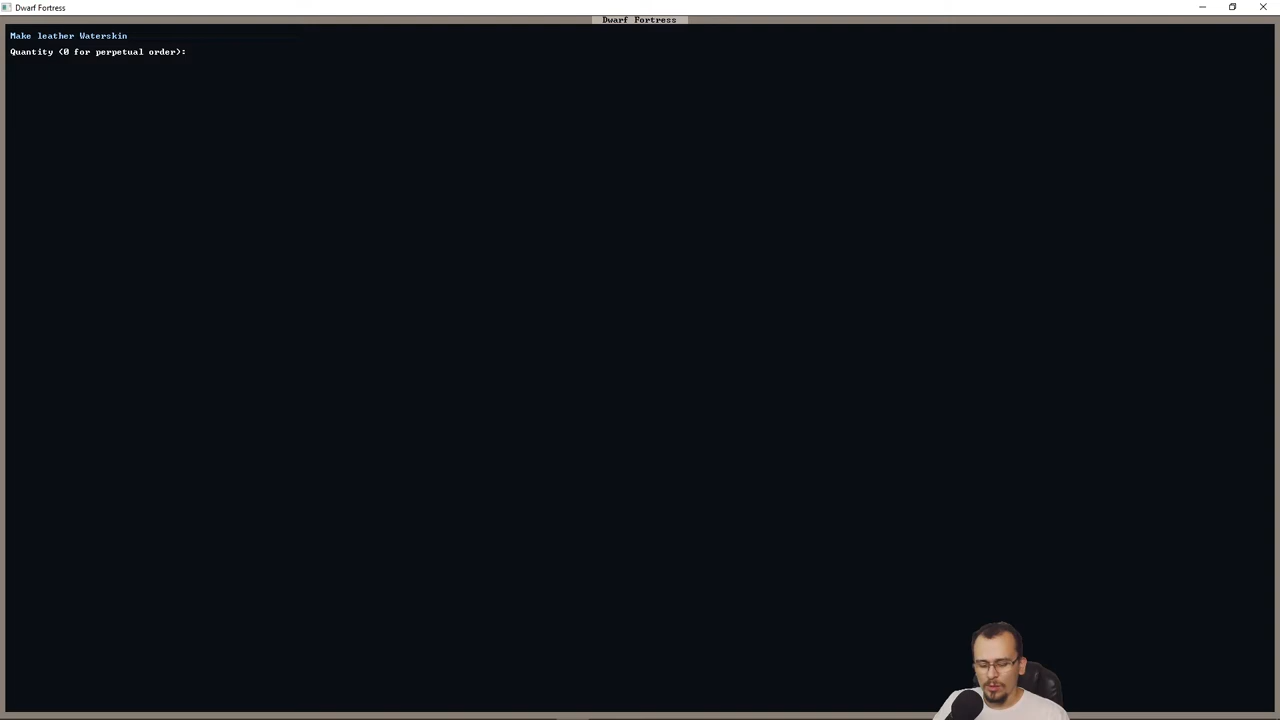 Dwarf Fortress
Dwarf Fortress
Make leather Waterskin
Quantity (0 for perpetual order):